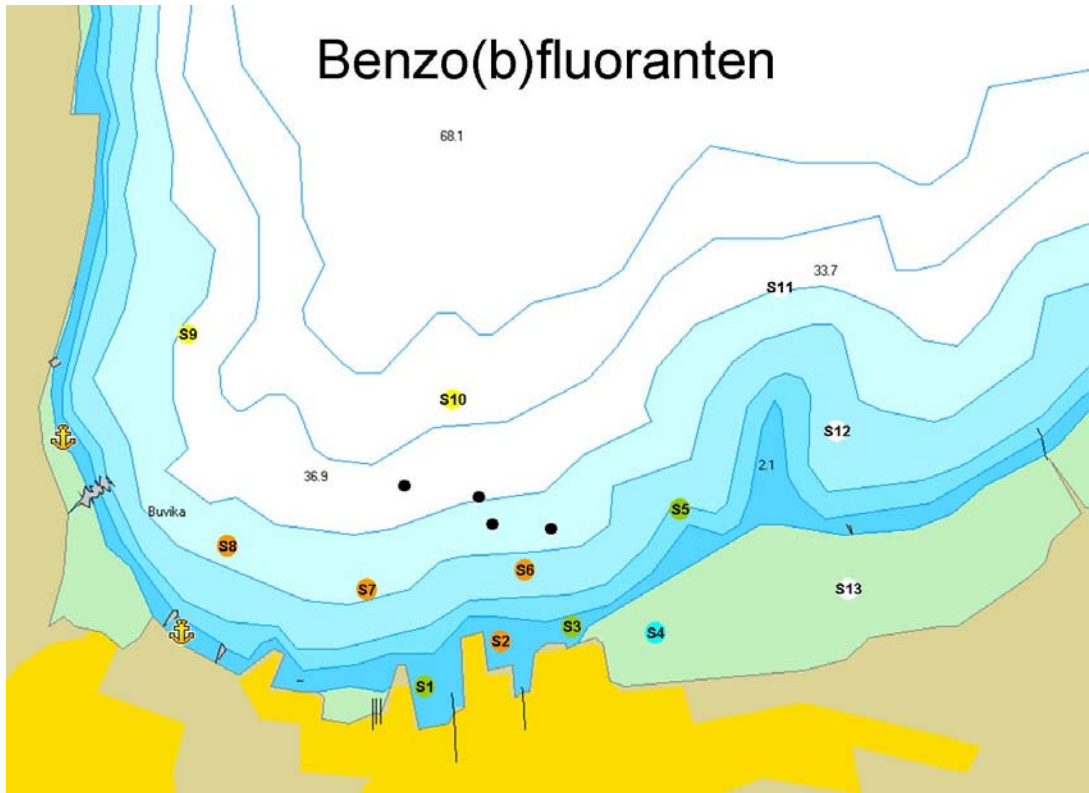 Benzo(b)fluoranten
68.1
33.7
S11
S9
S10
S12
2.1
36.9
Buvika
S5
S8
S6
S7
S13
S3
S4
S2
S1